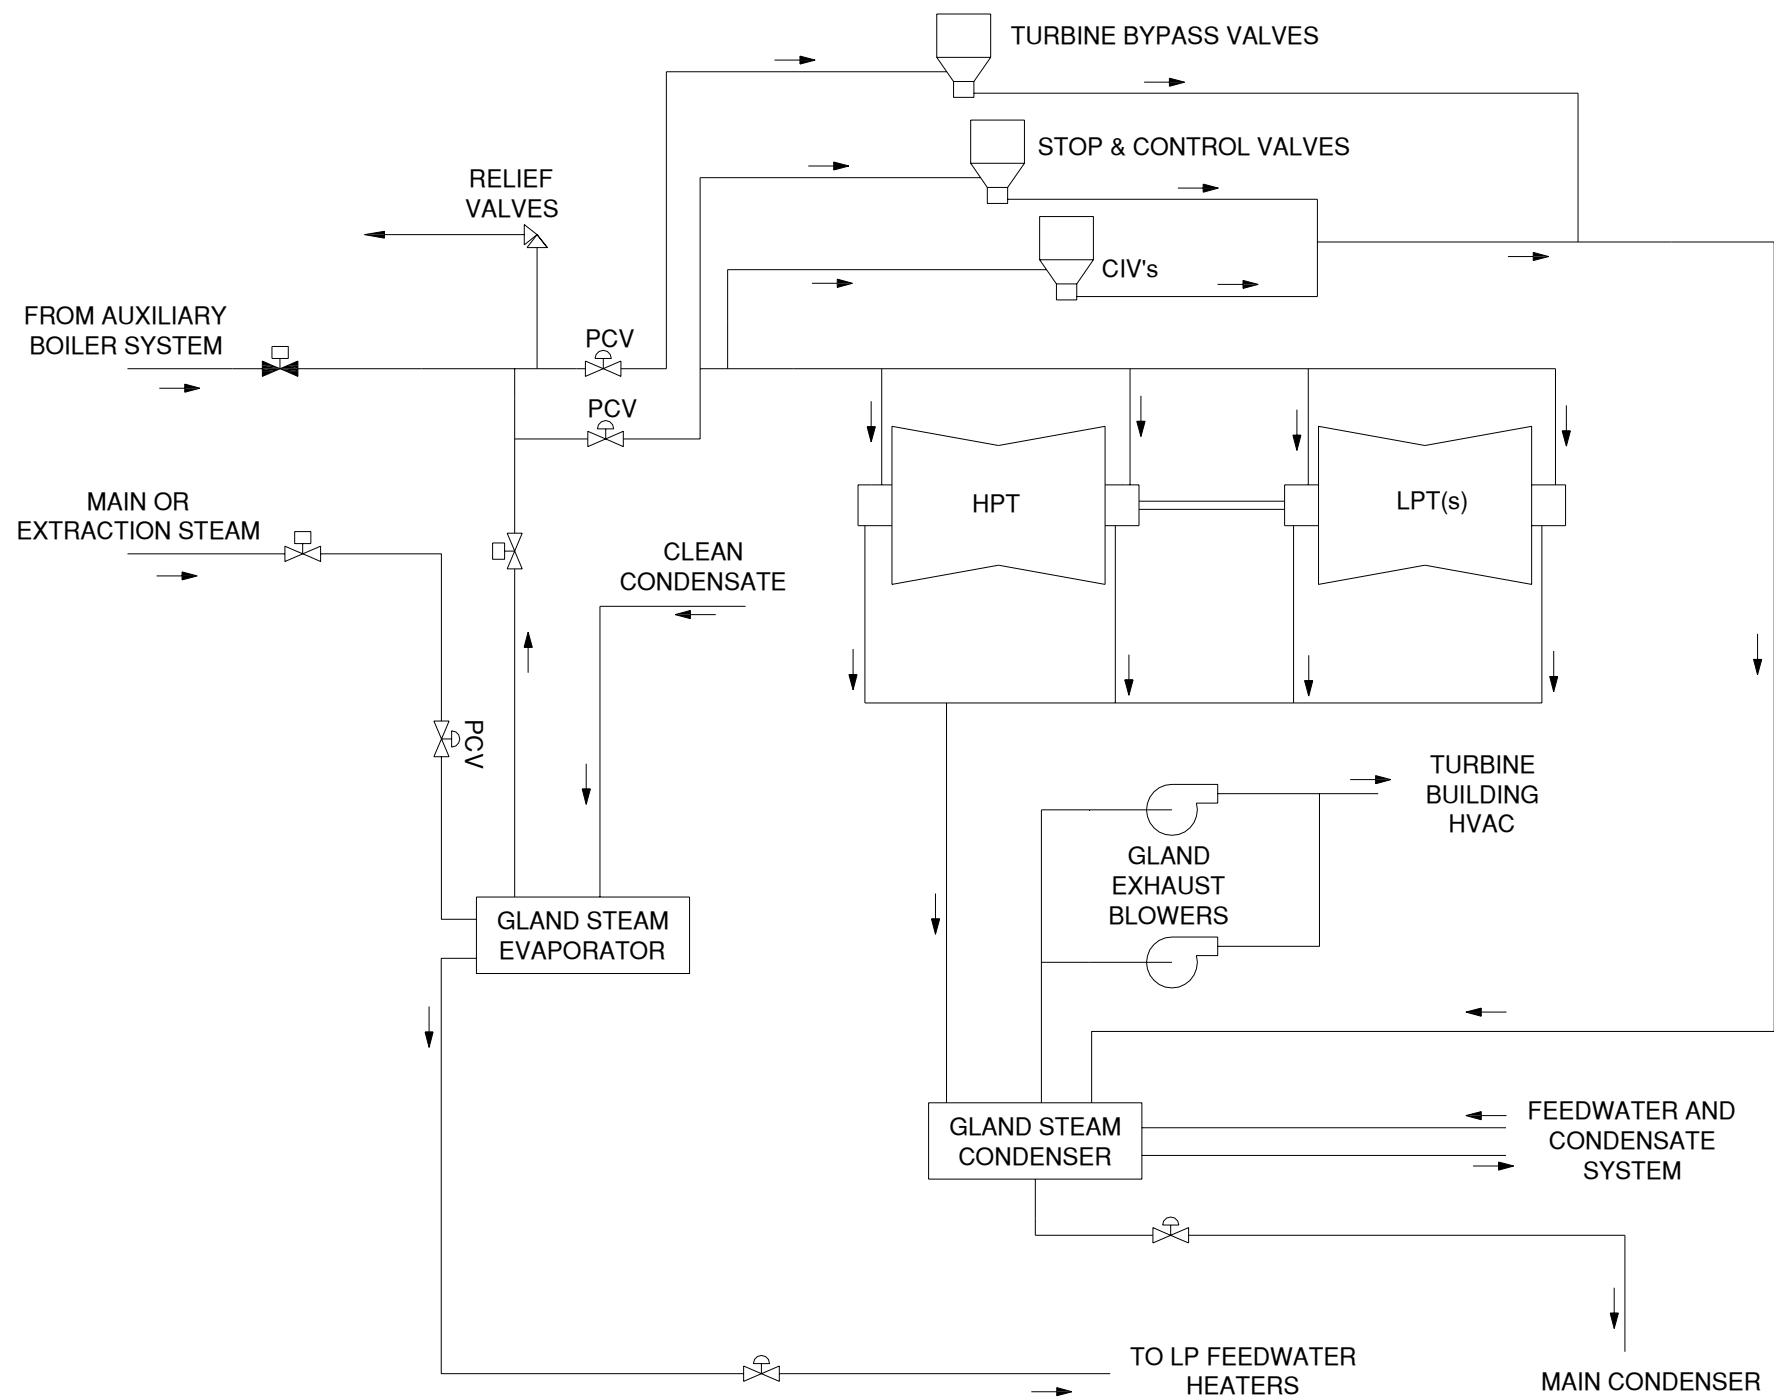 TURBINE BYPASS VALVES
STOP & CONTROL VALVES
RELIEF
VALVES
CIV's
FROM AUXILIARY
BOILER SYSTEM
PCV
PCV
MAIN OR
EXTRACTION STEAM
HPT
LPT(s)
CLEAN
CONDENSATE
PCV
TURBINE
BUILDING
HVAC
GLAND
EXHAUST
BLOWERS
GLAND STEAM
EVAPORATOR
GLAND STEAM
CONDENSER
FEEDWATER AND
CONDENSATE
SYSTEM
TO LP FEEDWATER
HEATERS
MAIN CONDENSER